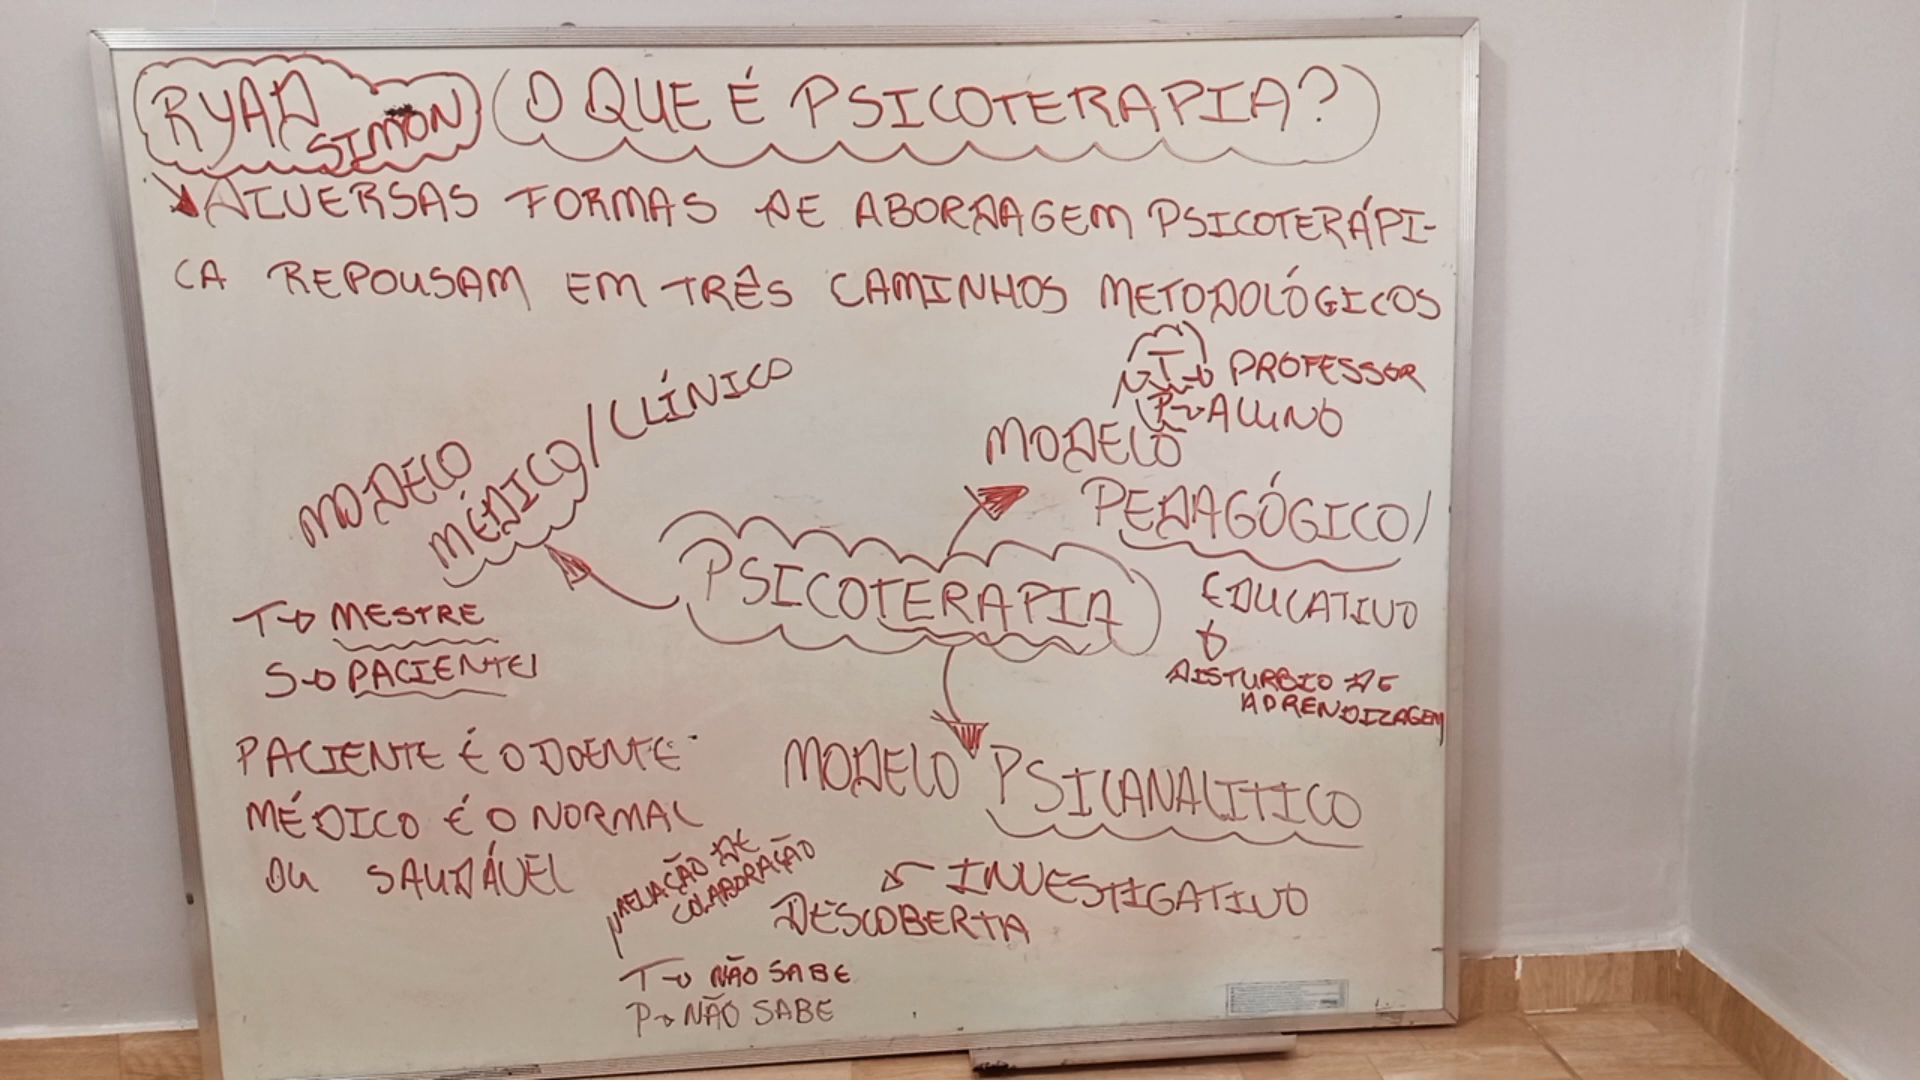 RYAD SIMON
O QUE É PSICOTERAPIA?
DIVERSAS FORMAS DE ABORDAGEM PSICOTERÁPI-
CA REPOUSAM EM TRÊS CAMINHOS METODOLÓGICOS
MODELO
MÉDICO/CLÍNICO
T→ MESTRE
S→ PACIENTE
PACIENTE É O DOENTE
MÉDICO É O NORMAL
OU SAUDÁVEL
PSICOTERAPIA
T→ PROFESSOR
P→ ALUNO
MODELO
PEDAGÓGICO/
EDUCATIVO
DISTURBIO DE
APRENDIZAGEM
MODELO PSICANALITICO
INVESTIGATIVO
DESCOBERTA
RELAÇÃO DE
COLABORAÇÃO
T→ NÃO SABE
P→ NÃO SABE